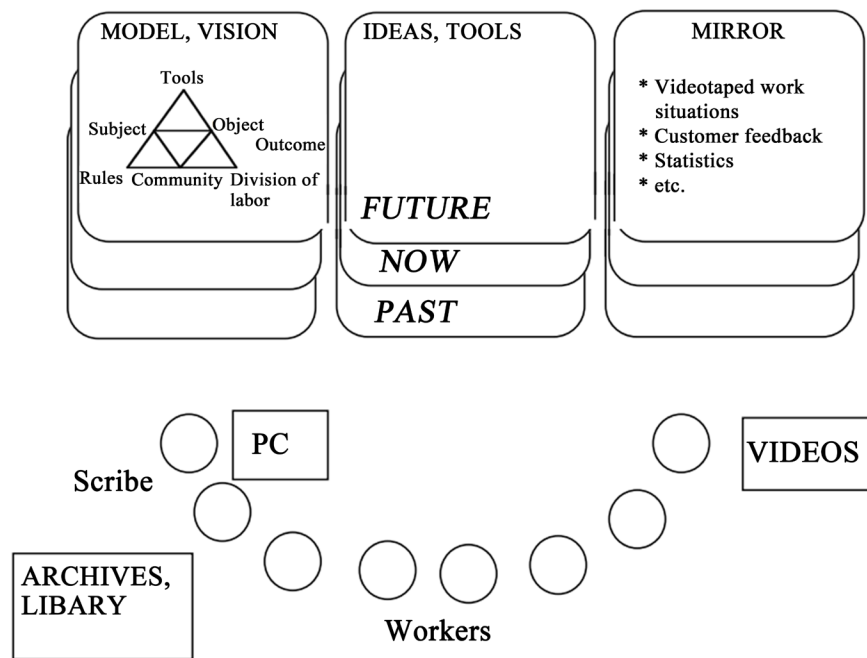 MODEL, VISION
Tools
Subject
Object
Outcome
Rules
Community
Division of
labor
IDEAS, TOOLS
FUTURE
NOW
PAST
MIRROR
* Videotaped work
situations
* Customer feedback
* Statistics
* etc.
Scribe
PC
VIDEOS
ARCHIVES,
LIBARY
Workers